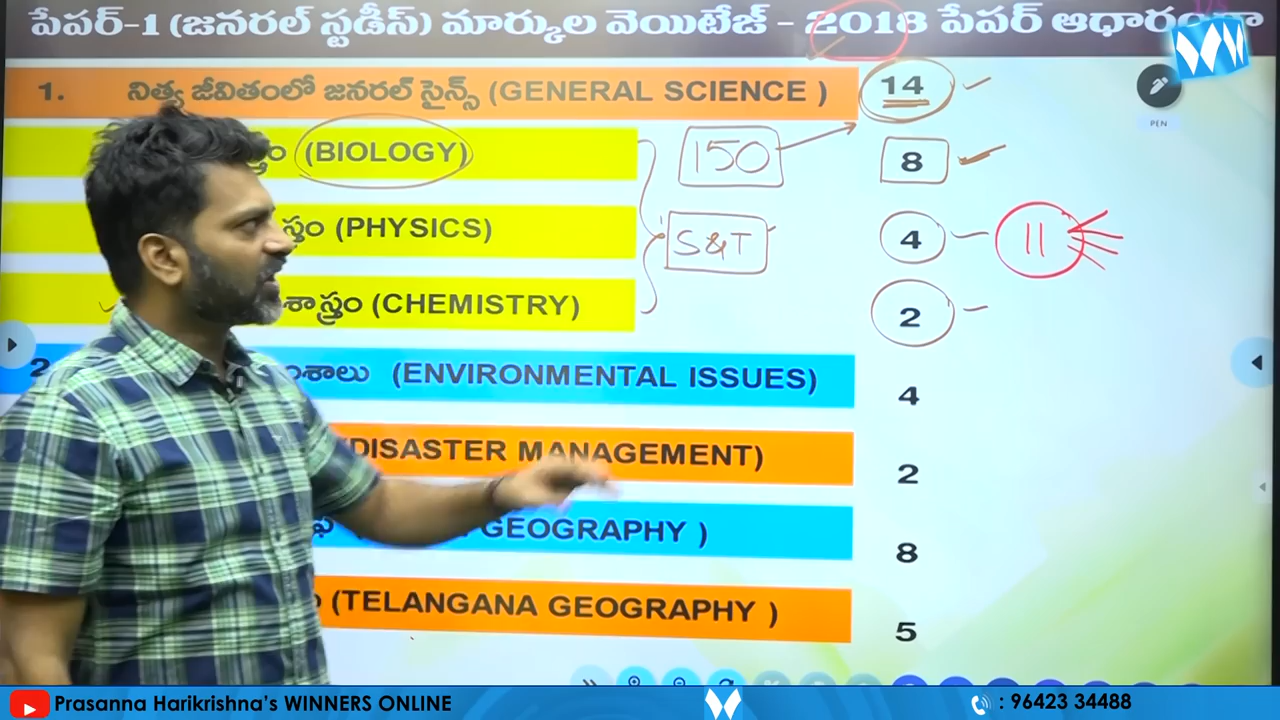 పేపర్-1 (జనరల్ స్టడీస్) మార్కుల వెయిటేజ్ - 2018 పేపర్
1. నిత్య జీవితంలో జనరల్ సైన్స్ (GENERAL SCIENCE ) 14
PEN
(BIOLOGY) 150 8
(PHYSICS) S&T 4 11
(CHEMISTRY) 2
2 (ENVIRONMENTAL ISSUES) 4
(DISASTER MANAGEMENT) 2
GEOGRAPHY ) 8
(TELANGANA GEOGRAPHY ) 5
Prasanna Harikrishna's WINNERS ONLINE : 96423 34488